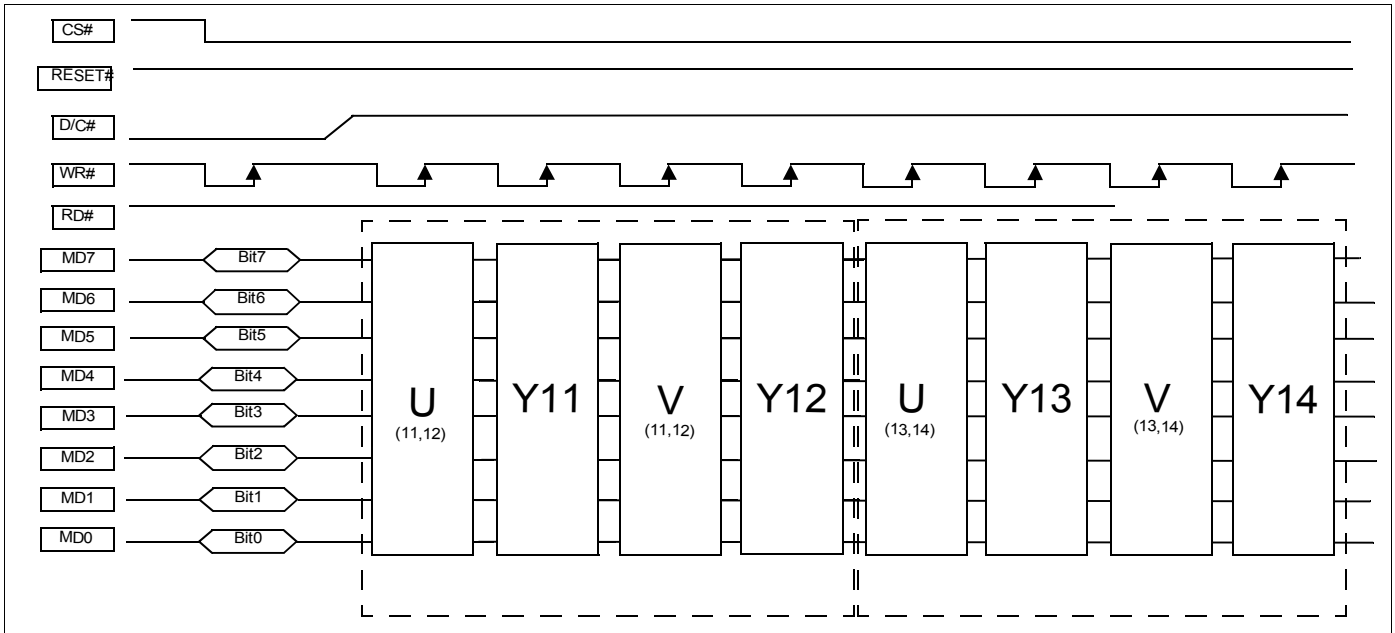 CS#
RESET#
D/C#
WR#
RD#
MD7 Bit7
MD6 Bit6
MD5 Bit5
MD4 Bit4
MD3 Bit3
MD2 Bit2
MD1 Bit1
MD0 Bit0
U Y11 V Y12 U Y13 V Y14
(11,12) (11,12) (13,14) (13,14)